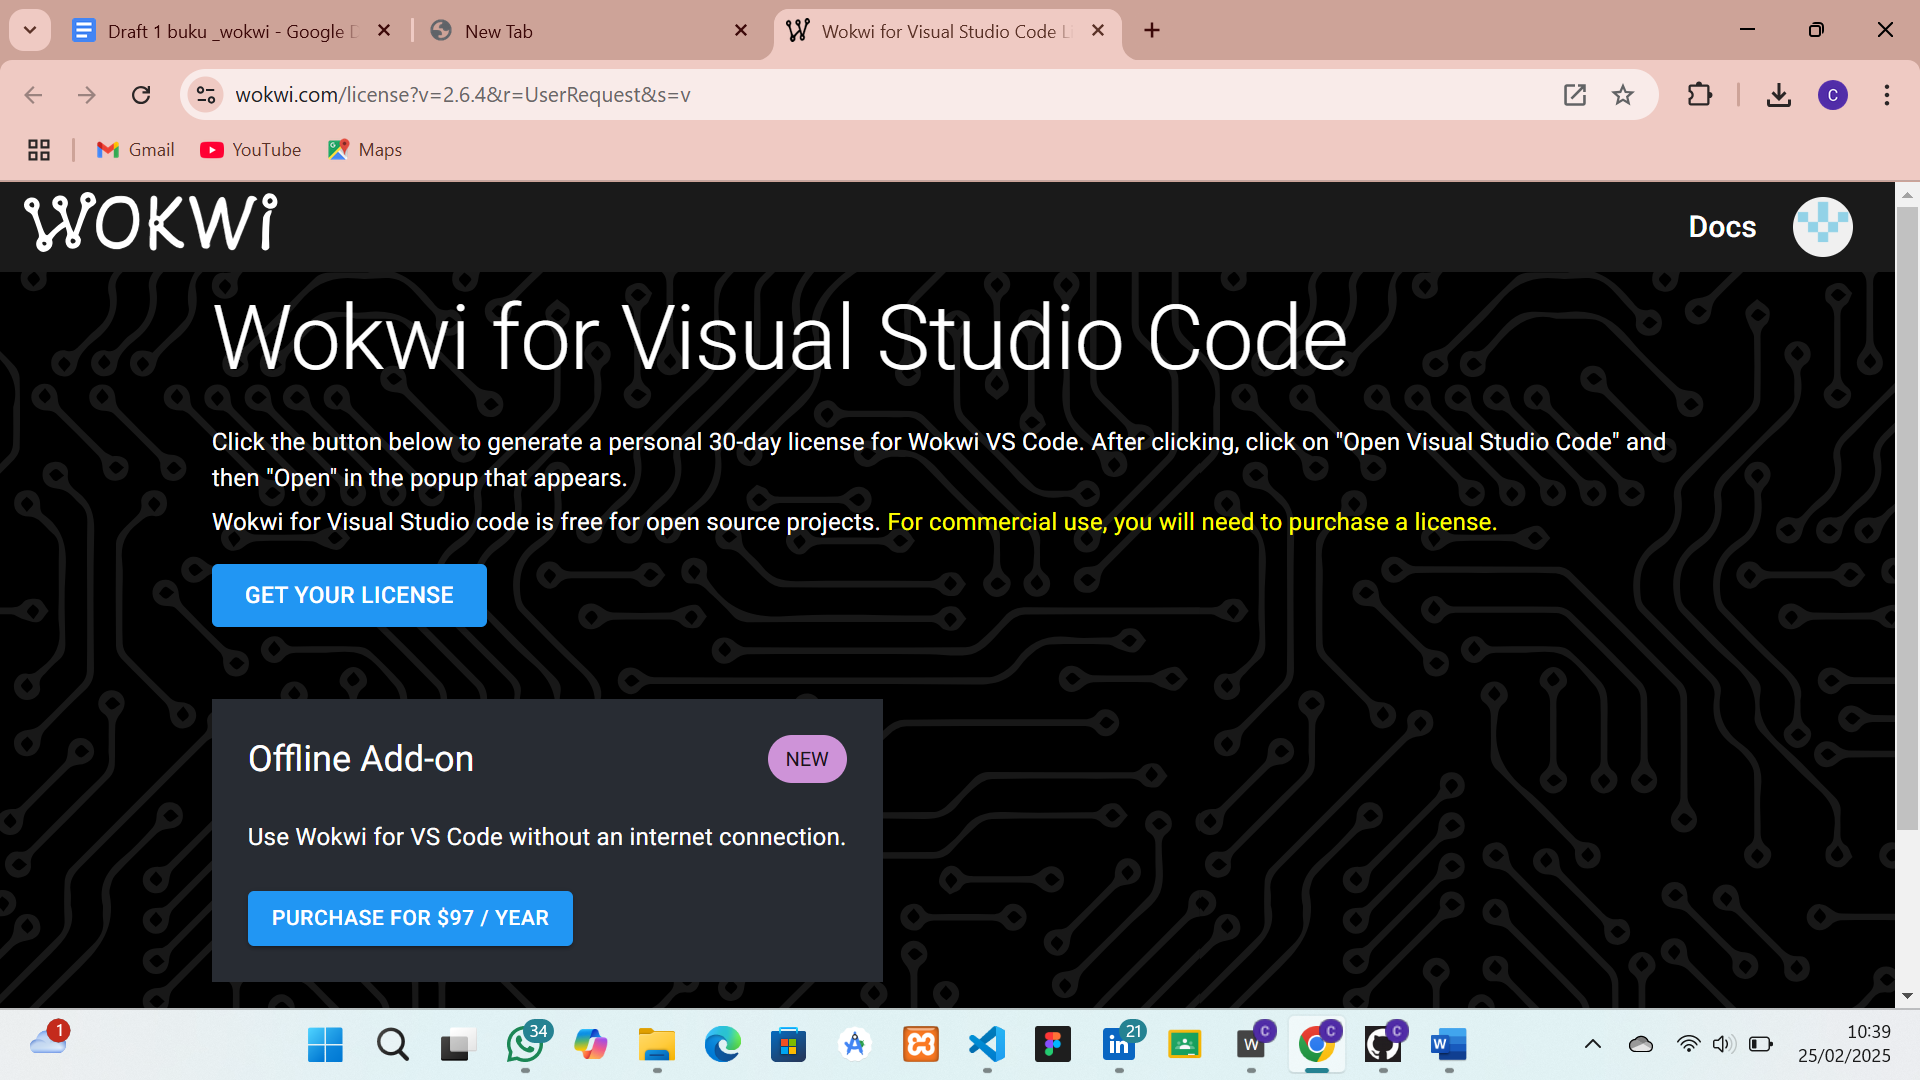 Draft 1 buku _wokwi - Google D
New Tab
Wokwi for Visual Studio Code Li
wokwi.com/license?v=2.6.4&r=UserRequest&s=v
C
Gmail
YouTube
Maps
WOKWi
Docs
Wokwi for Visual Studio Code
Click the button below to generate a personal 30-day license for Wokwi VS Code. After clicking, click on "Open Visual Studio Code" and
then "Open" in the popup that appears.
Wokwi for Visual Studio code is free for open source projects. For commercial use, you will need to purchase a license.
GET YOUR LICENSE
Offline Add-on
NEW
Use Wokwi for VS Code without an internet connection.
PURCHASE FOR $97 / YEAR
1
34
in
21
W
C
C
C
W
10:39
25/02/2025